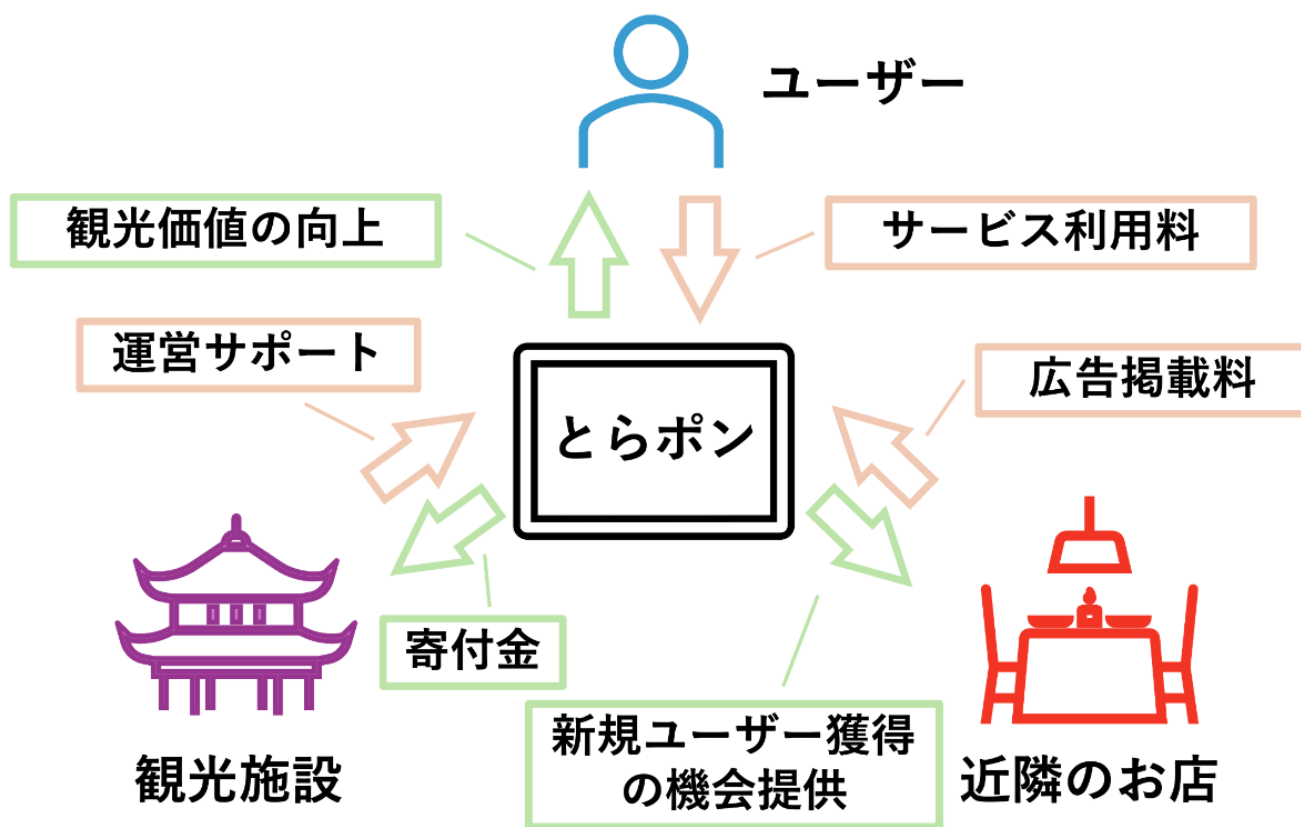 ユーザー
観光価値の向上
サービス利用料
運営サポート
広告掲載料
とらポン
寄付金
新規ユーザー獲得
の機会提供
観光施設
近隣のお店